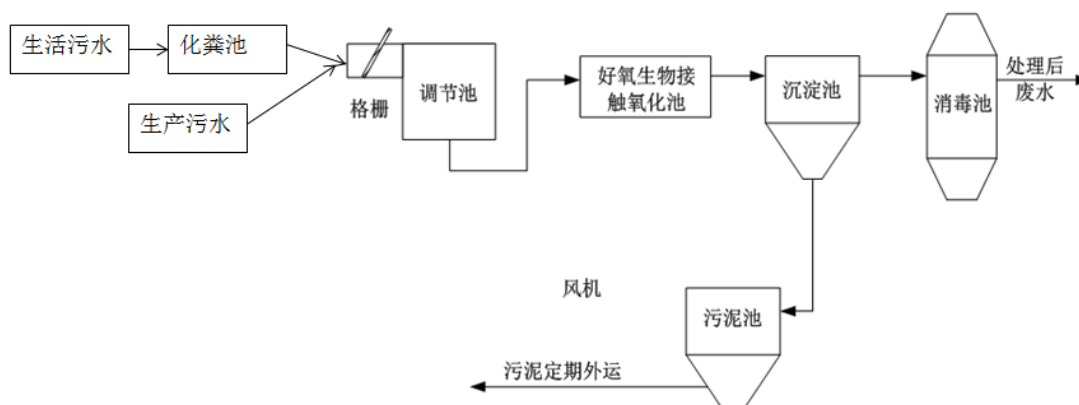 生活污水
化粪池
生产污水
格栅
调节池
好氧生物接
触氧化池
沉淀池
消毒池
处理后
废水
风机
污泥池
污泥定期外运